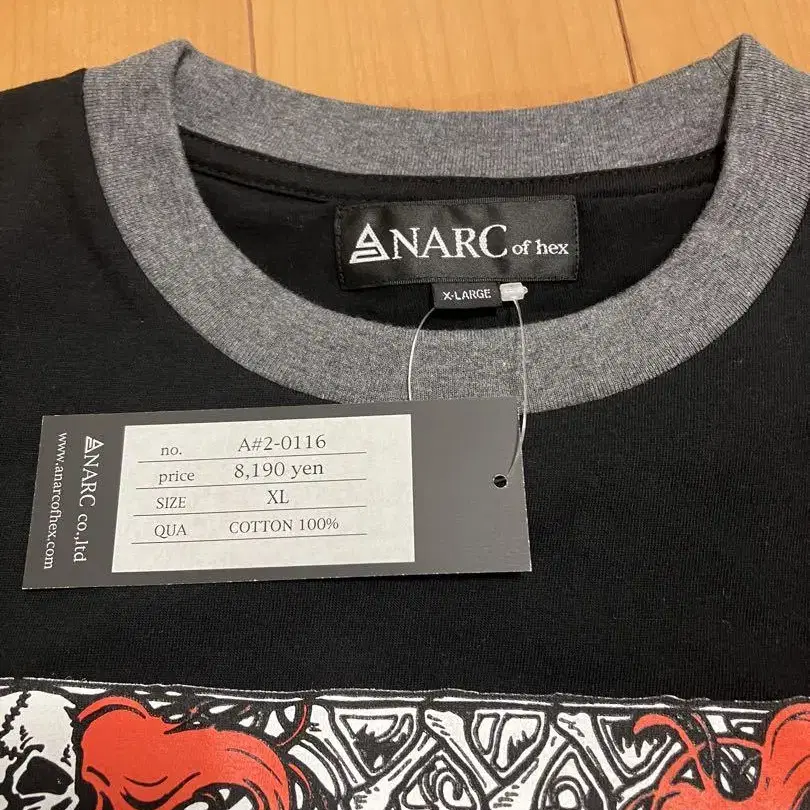 ANARC of hex
X-LARGE
no. A#2-0116
price 8,190 yen
SIZE XL
QUA COTTON 100%
ANARC co.,ltd
www.anarcofhex.com